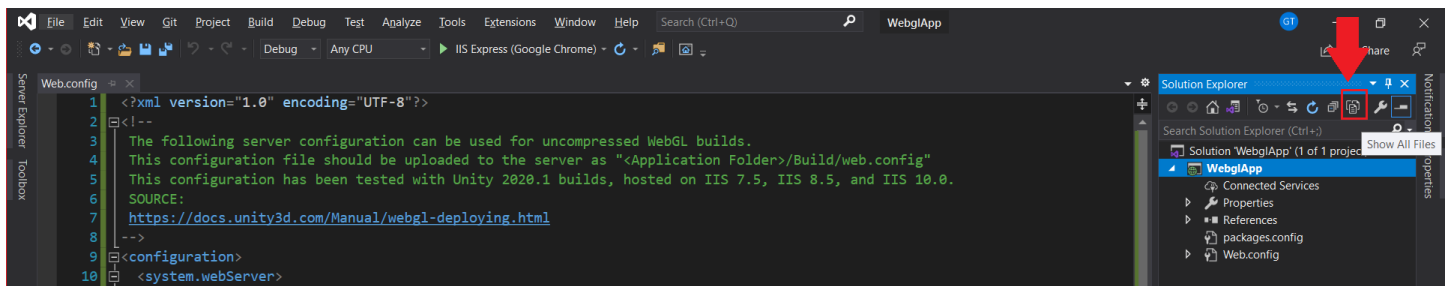 File Edit View Git Project Build Debug Test Analyze Tools Extensions Window Help Search (Ctrl+Q) WebglApp GT
Debug Any CPU IIS Express (Google Chrome) hare
Server Explorer
Toolbox
Web.config
1 <?xml version="1.0" encoding="UTF-8"?>
2 <!--
3 The following server configuration can be used for uncompressed WebGL builds.
4 This configuration file should be uploaded to the server as "<Application Folder>/Build/web.config"
5 This configuration has been tested with Unity 2020.1 builds, hosted on IIS 7.5, IIS 8.5, and IIS 10.0.
6 SOURCE:
7 https://docs.unity3d.com/Manual/webgl-deploying.html
8 -->
9 <configuration>
10 <system.webServer>
Solution Explorer
Search Solution Explorer (Ctrl+;)
Show All Files
Solution 'WebglApp' (1 of 1 project
WebglApp
Connected Services
Properties
References
packages.config
Web.config
Notification
operties